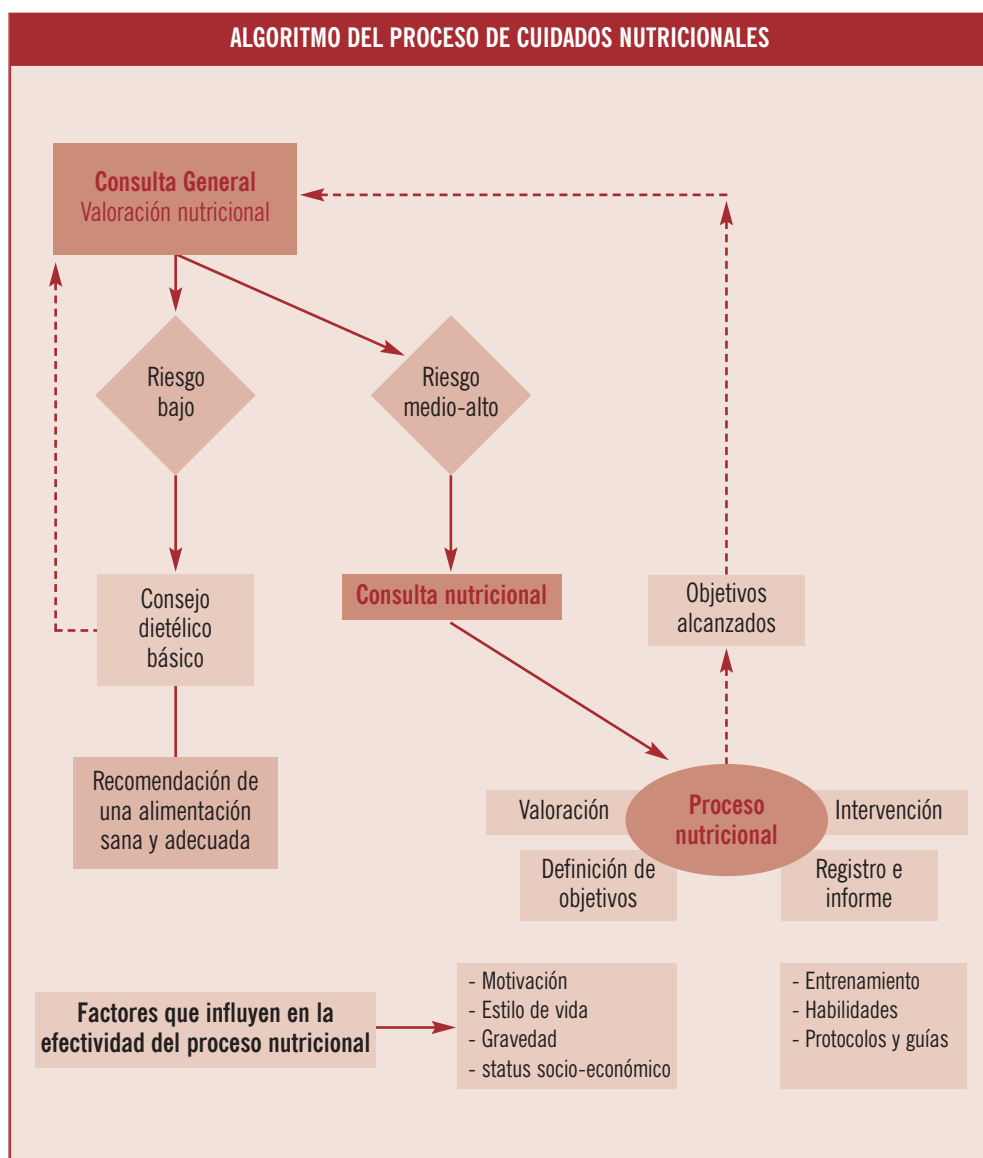 ALGORITMO DEL PROCESO DE CUIDADOS NUTRICIONALES
Consulta General
Valoración nutricional
Riesgo
bajo
Riesgo
medio-alto
Consejo
dietélico
básico
Consulta nutricional
Objetivos
alcanzados
Recomendación de
una alimentación
sana y adecuada
Valoración
Proceso
nutricional
Intervención
Definición de
objetivos
Registro e
informe
Factores que influyen en la
efectividad del proceso nutricional
- Motivación
- Estilo de vida
- Gravedad
- status socio-económico
- Entrenamiento
- Habilidades
- Protocolos y guías